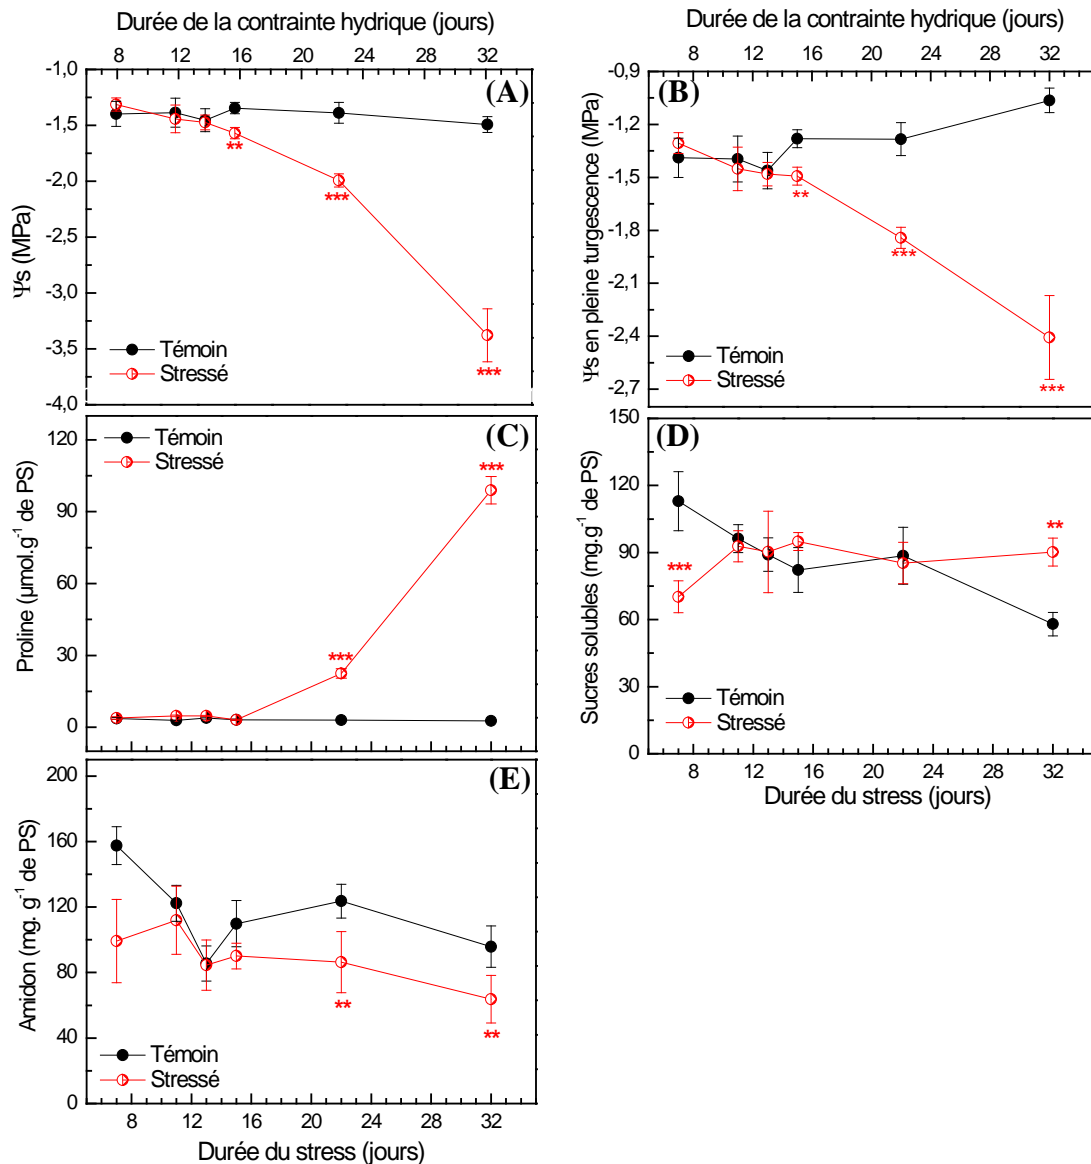 Durée de la contrainte hydrique (jours)
8 12 16 20 24 28 32
(A)
-1,0
-1,5
-2,0
-2,5
-3,0
-3,5
-4,0
Ψs (MPa)
**
***
***
Témoin
Stressé
Durée de la contrainte hydrique (jours)
8 12 16 20 24 28 32
(B)
-0,9
-1,2
-1,5
-1,8
-2,1
-2,4
-2,7
Ψs en pleine turgescence (MPa)
**
***
***
Témoin
Stressé
(C)
120
90
60
30
0
Proline (µmol.g⁻¹ de PS)
Témoin
Stressé
***
***
(D)
150
120
90
60
30
0
Sucres solubles (mg.g⁻¹ de PS)
***
**
Témoin
Stressé
8 12 16 20 24 28 32
Durée du stress (jours)
(E)
200
160
120
80
40
0
Amidon (mg. g⁻¹ de PS)
**
**
Témoin
Stressé
8 12 16 20 24 28 32
Durée du stress (jours)